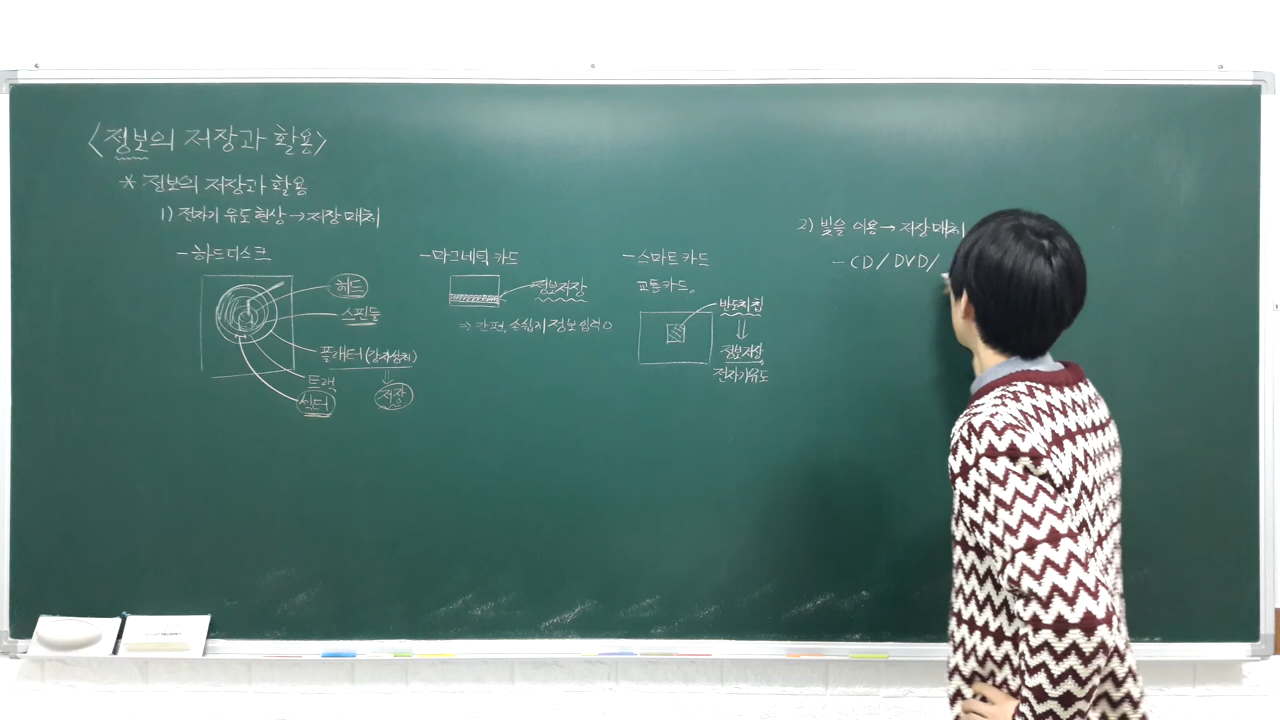 <정보의 저장과 활용>
* 정보의 저장과 활용
1) 전자기 유도 현상 → 저장 매체
- 하드디스크
헤드
스핀들
플래터 (강자성체)
트랙
섹터
저장
- 마그네틱 카드
정보저장
⇒ 간편, 손쉽게 정보 입력 ○
- 스마트 카드
교통카드,,
반도체칩
정보저장
전자기유도
2) 빛을 이용 → 저장 매체
- CD/DVD/